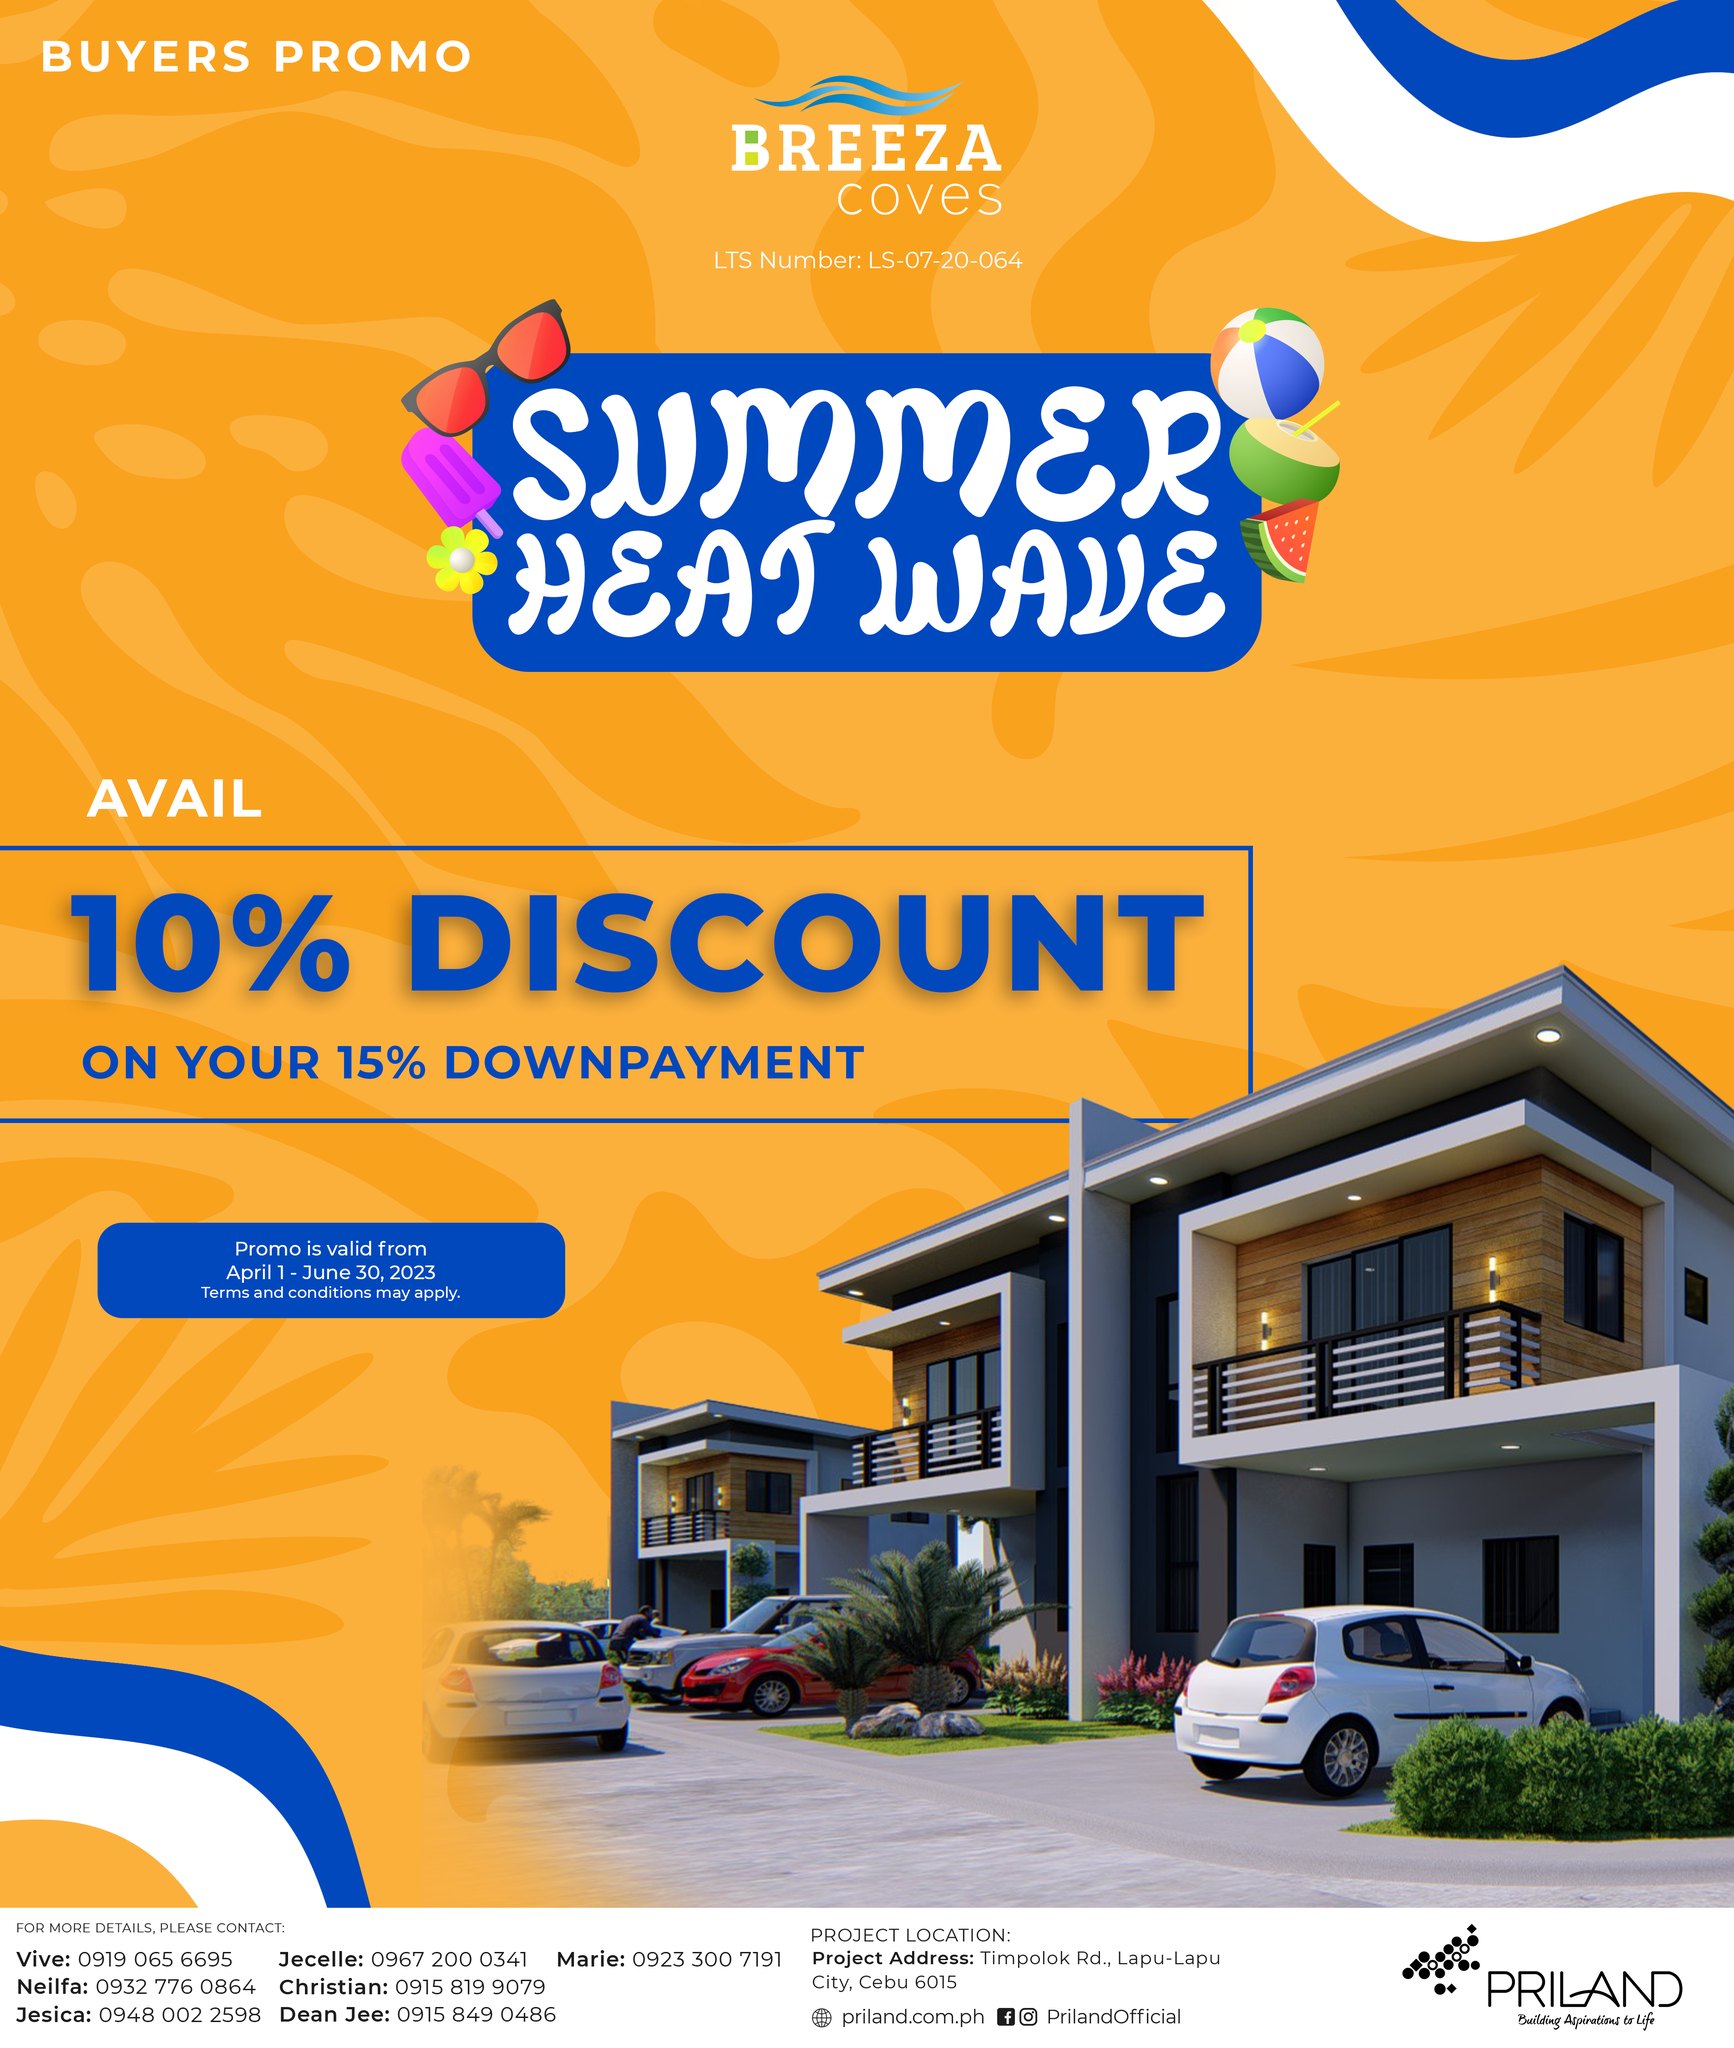 BUYERS PROMO
BREEZA
coves
LTS Number: LS-07-20-064
SUMMER
HEAT WAVE
AVAIL
10% DISCOUNT
ON YOUR 15% DOWNPAYMENT
Promo is valid from
April 1 - June 30, 2023
Terms and conditions may apply.
FOR MORE DETAILS, PLEASE CONTACT:
Vive: 0919 065 6695 Jecelle: 0967 200 0341 Marie: 0923 300 7191
Neilfa: 0932 776 0864 Christian: 0915 819 9079
Jesica: 0948 002 2598 Dean Jee: 0915 849 0486
PROJECT LOCATION:
Project Address: Timpolok Rd., Lapu-Lapu
City, Cebu 6015
priland.com.ph PrilandOfficial
PRILAND
Building Aspirations to Life